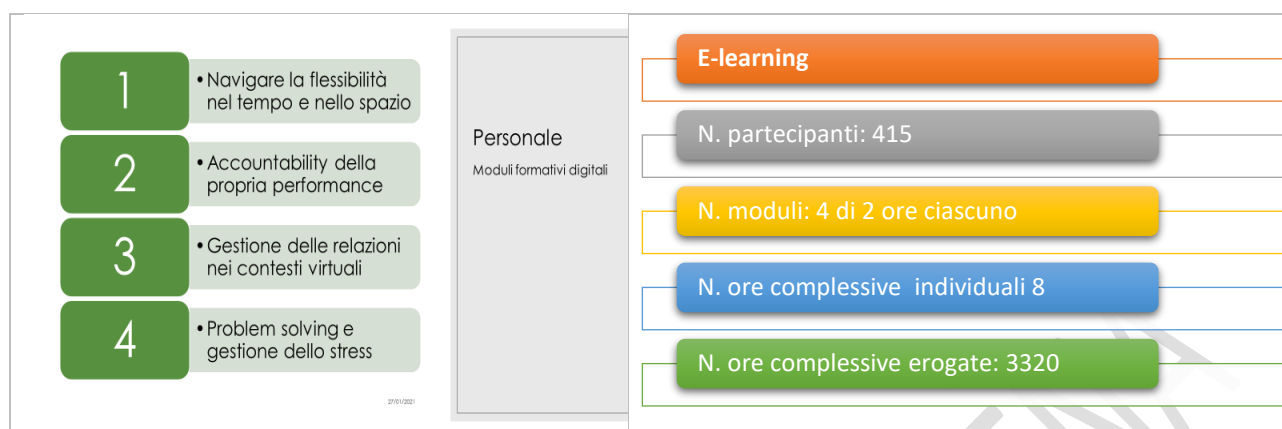 1
• Navigare la flessibilità
nel tempo e nello spazio
2
• Accountability della
propria performance
3
• Gestione delle relazioni
nei contesti virtuali
4
• Problem solving e
gestione dello stress
27/01/2021
Personale
Moduli formativi digitali
E-learning
N. partecipanti: 415
N. moduli: 4 di 2 ore ciascuno
N. ore complessive  individuali 8
N. ore complessive erogate: 3320